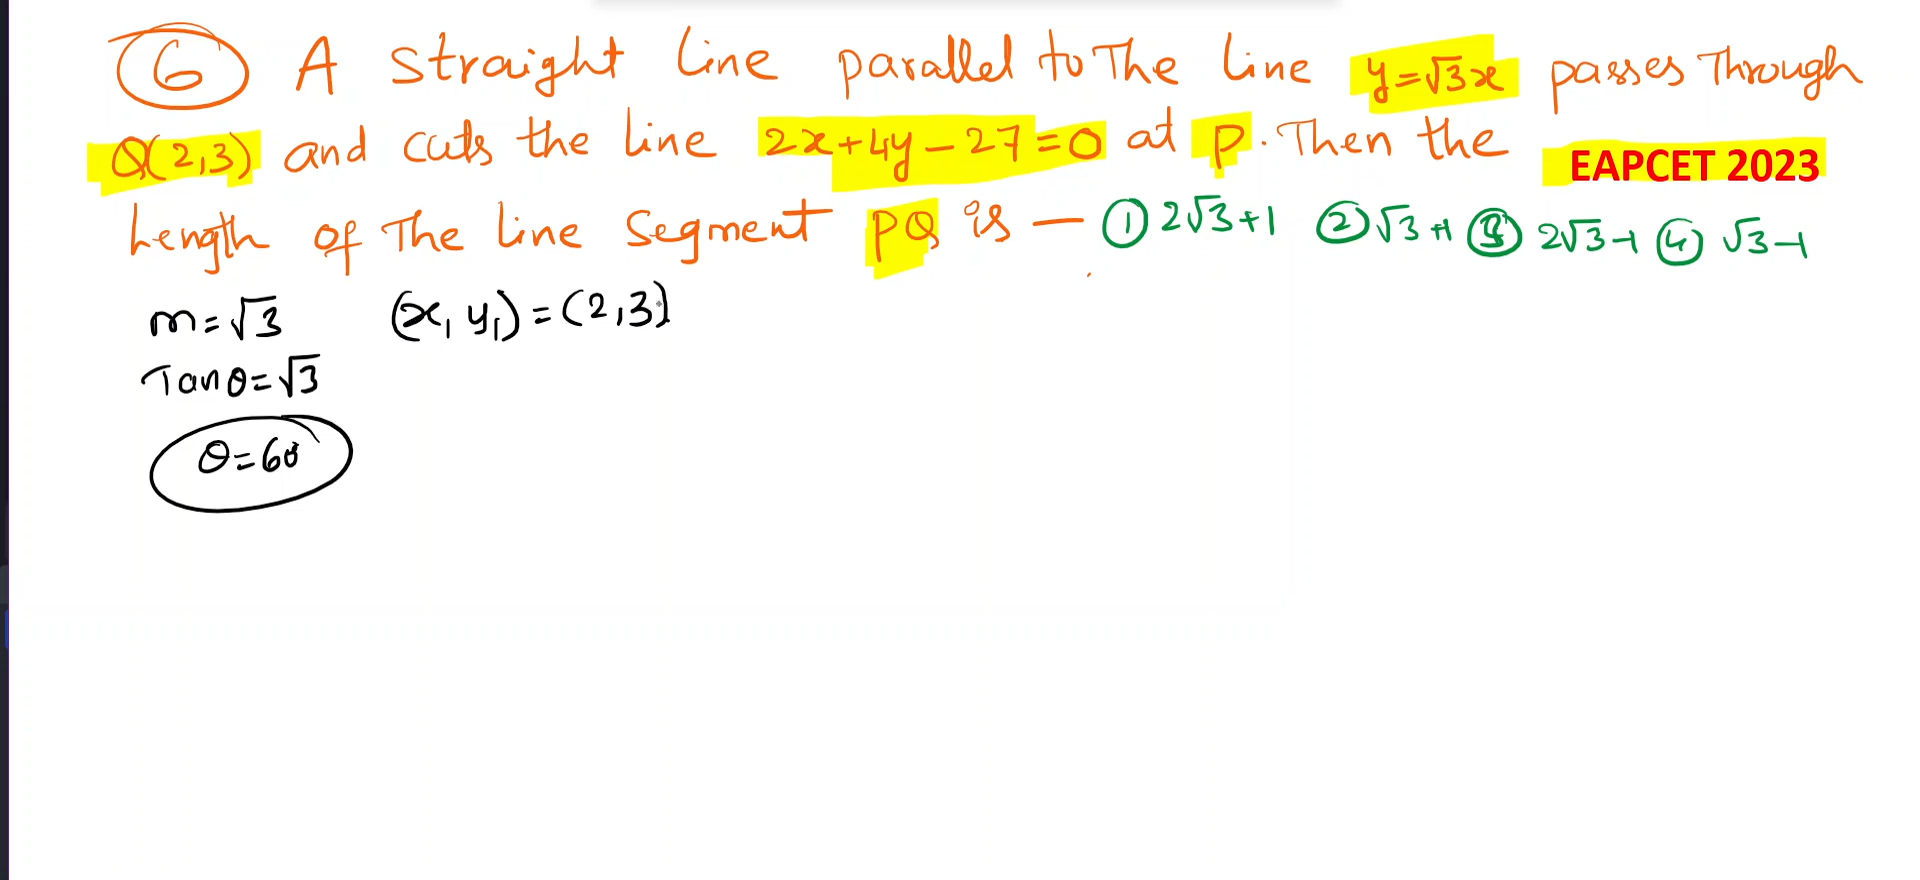 6 A straight line parallel to The line y=√3x passes Through
Q(2,3) and cuts the line 2x+4y-27=0 at P. Then the EAPCET 2023
Length of The line segment PQ is — ① 2√3+1 ② √3+1 ③ 2√3-1 ④ √3-1
m=√3 (x₁ y₁)=(2,3)
Tanθ=√3
θ=60°